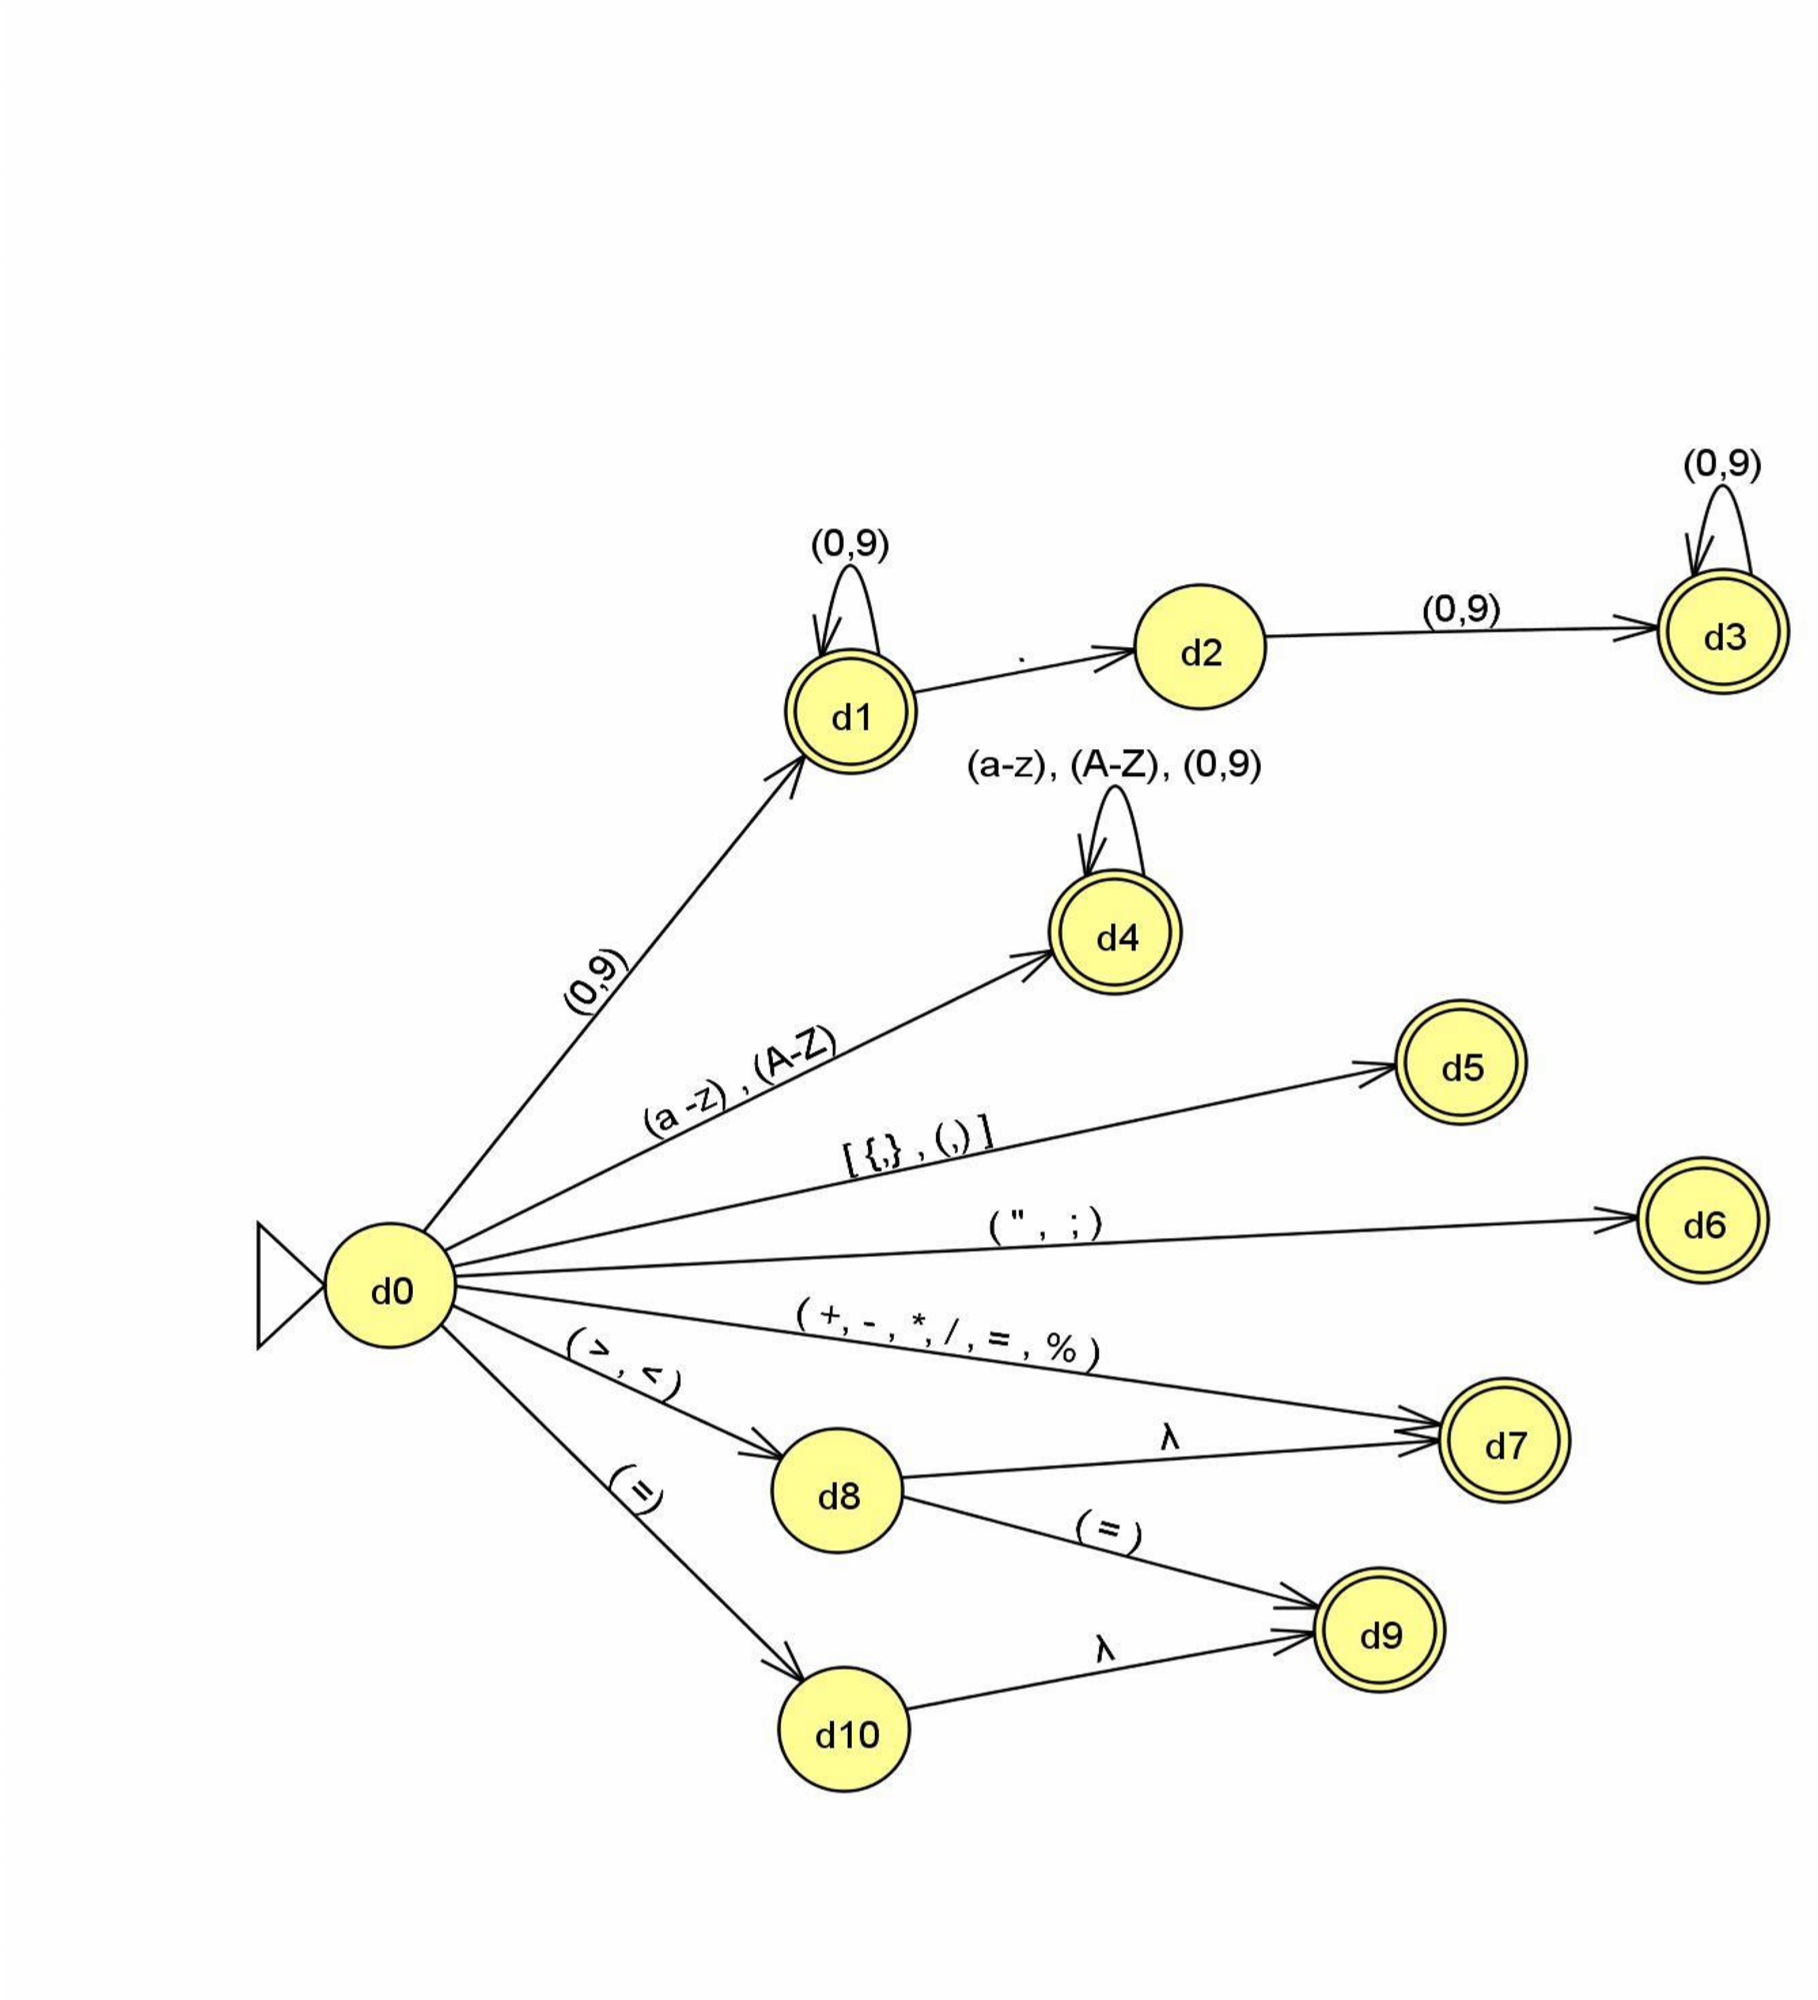 (0,9)
(0,9)
(0,9)
.
d2
d3
d1
(a-z), (A-Z), (0,9)
d4
(0,9)
(a -z) , (A-Z)
d5
[ {,} , (,) ]
( " , ; )
d6
d0
( +, - , *, / , = , % )
( > , < )
λ
d7
( = )
d8
( = )
λ
d9
d10